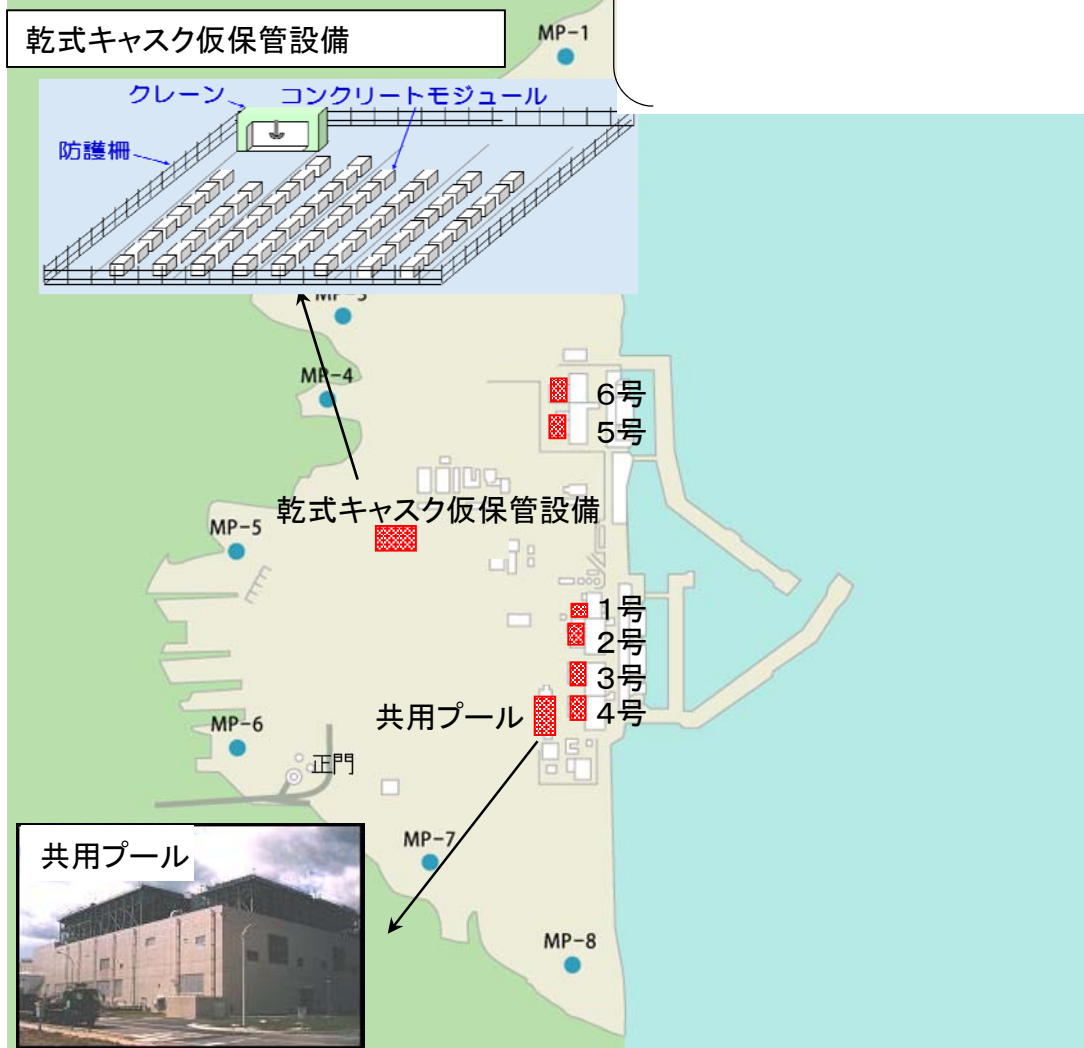 乾式キャスク仮保管設備
MP-1
クレーン
コンクリートモジュール
防護柵
MP-3
MP-4
6号
5号
乾式キャスク仮保管設備
MP-5
1号
2号
3号
共用プール
4号
MP-6
正門
共用プール
MP-7
MP-8